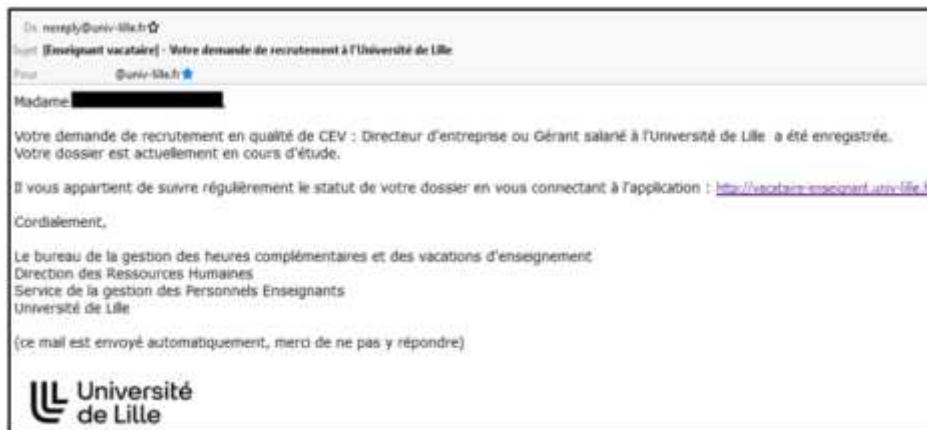 De noreply@univ-lille.fr
Sujet [Enseignant vacataire] - Votre demande de recrutement à l'Université de Lille
Pour @univ-lille.fr
Madame
Votre demande de recrutement en qualité de CEV : Directeur d'entreprise ou Gérant salarié à l'Université de Lille a été enregistrée.
Votre dossier est actuellement en cours d'étude.
Il vous appartient de suivre régulièrement le statut de votre dossier en vous connectant à l'application : http://vacataire-enseignant.univ-lille.f
Cordialement,
Le bureau de la gestion des heures complémentaires et des vacations d'enseignement
Direction des Ressources Humaines
Service de la gestion des Personnels Enseignants
Université de Lille
(ce mail est envoyé automatiquement, merci de ne pas y répondre)
Université
de Lille